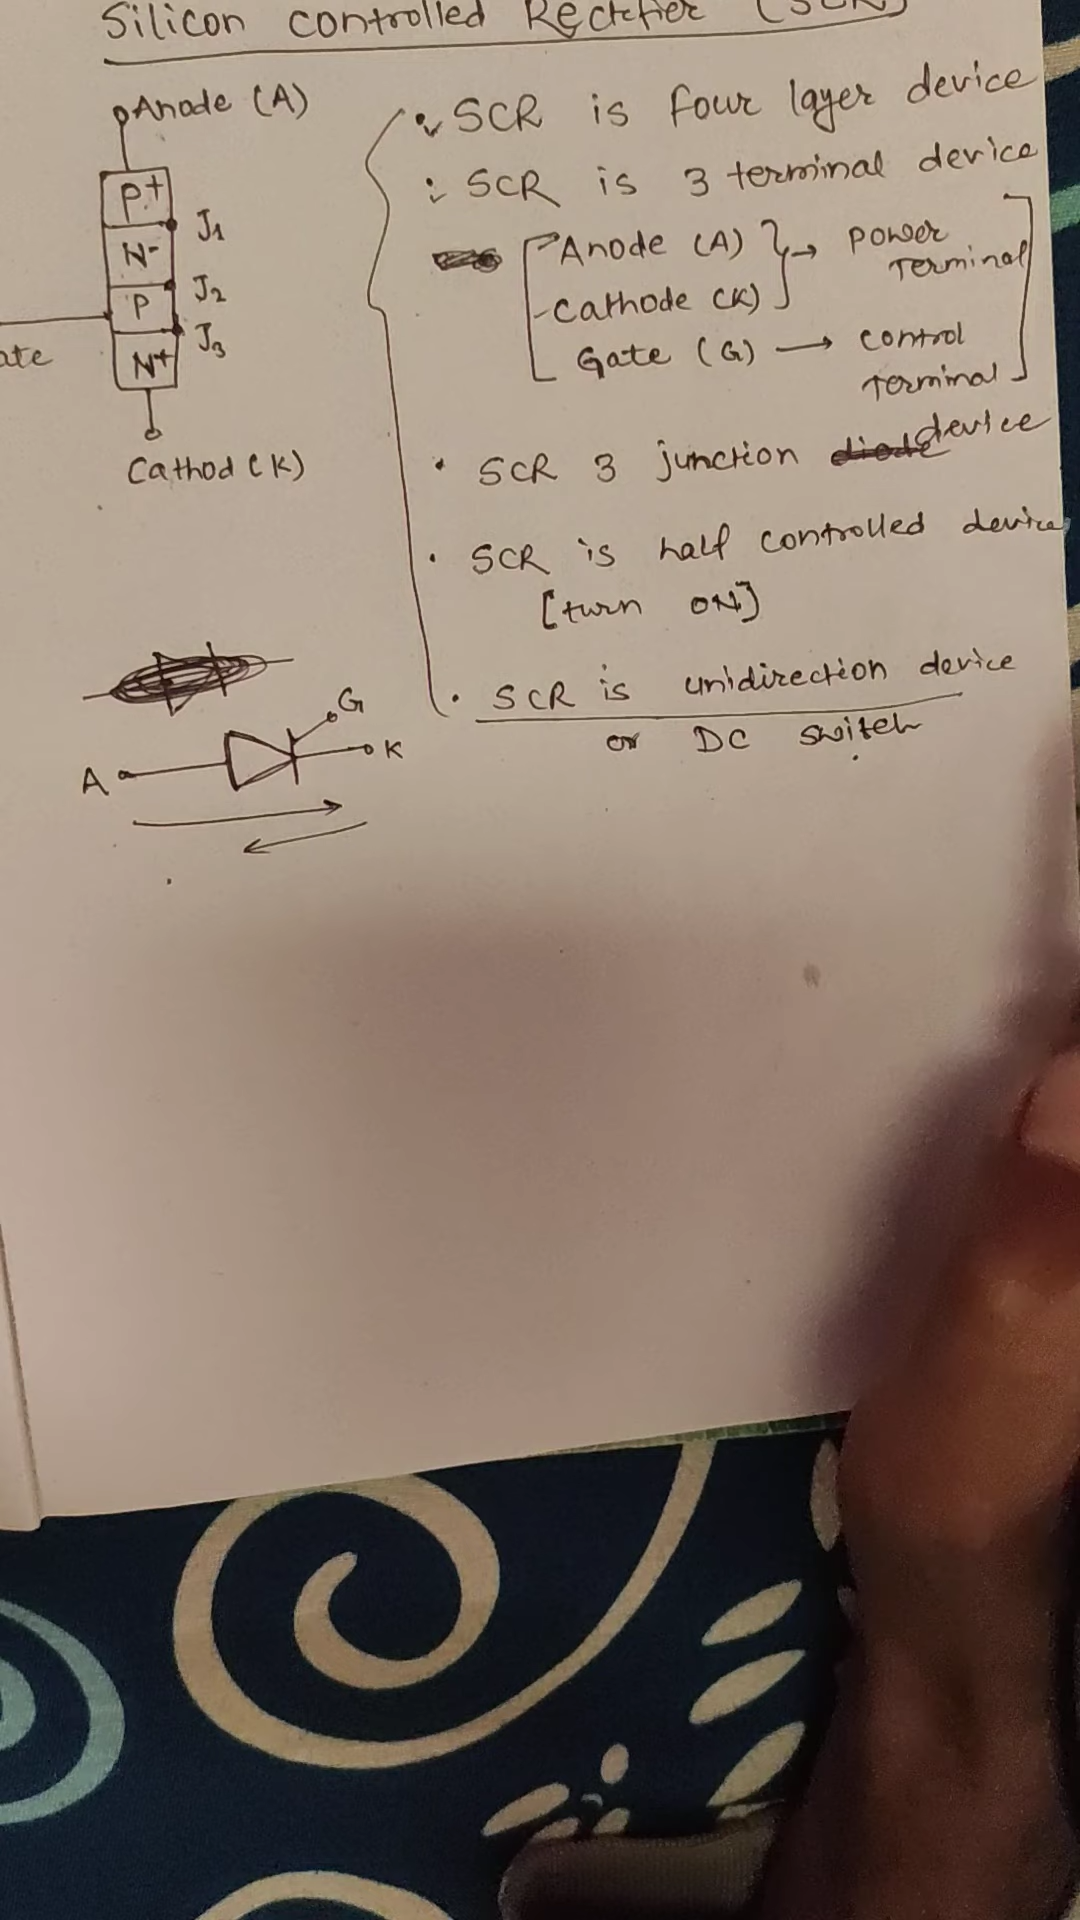 Silicon controlled Rectifier (SCR)
Anode (A)
P+
J1
N-
J2
P
J3
N+
ate
Cathod (K)
SCR is four layer device
SCR is 3 terminal device
Anode (A)
Cathode (K)
→ power terminal
Gate (G) → control terminal
• SCR 3 junction device
• SCR is half controlled device
[turn ON]
• SCR is unidirection device
or DC switch
G
A
K